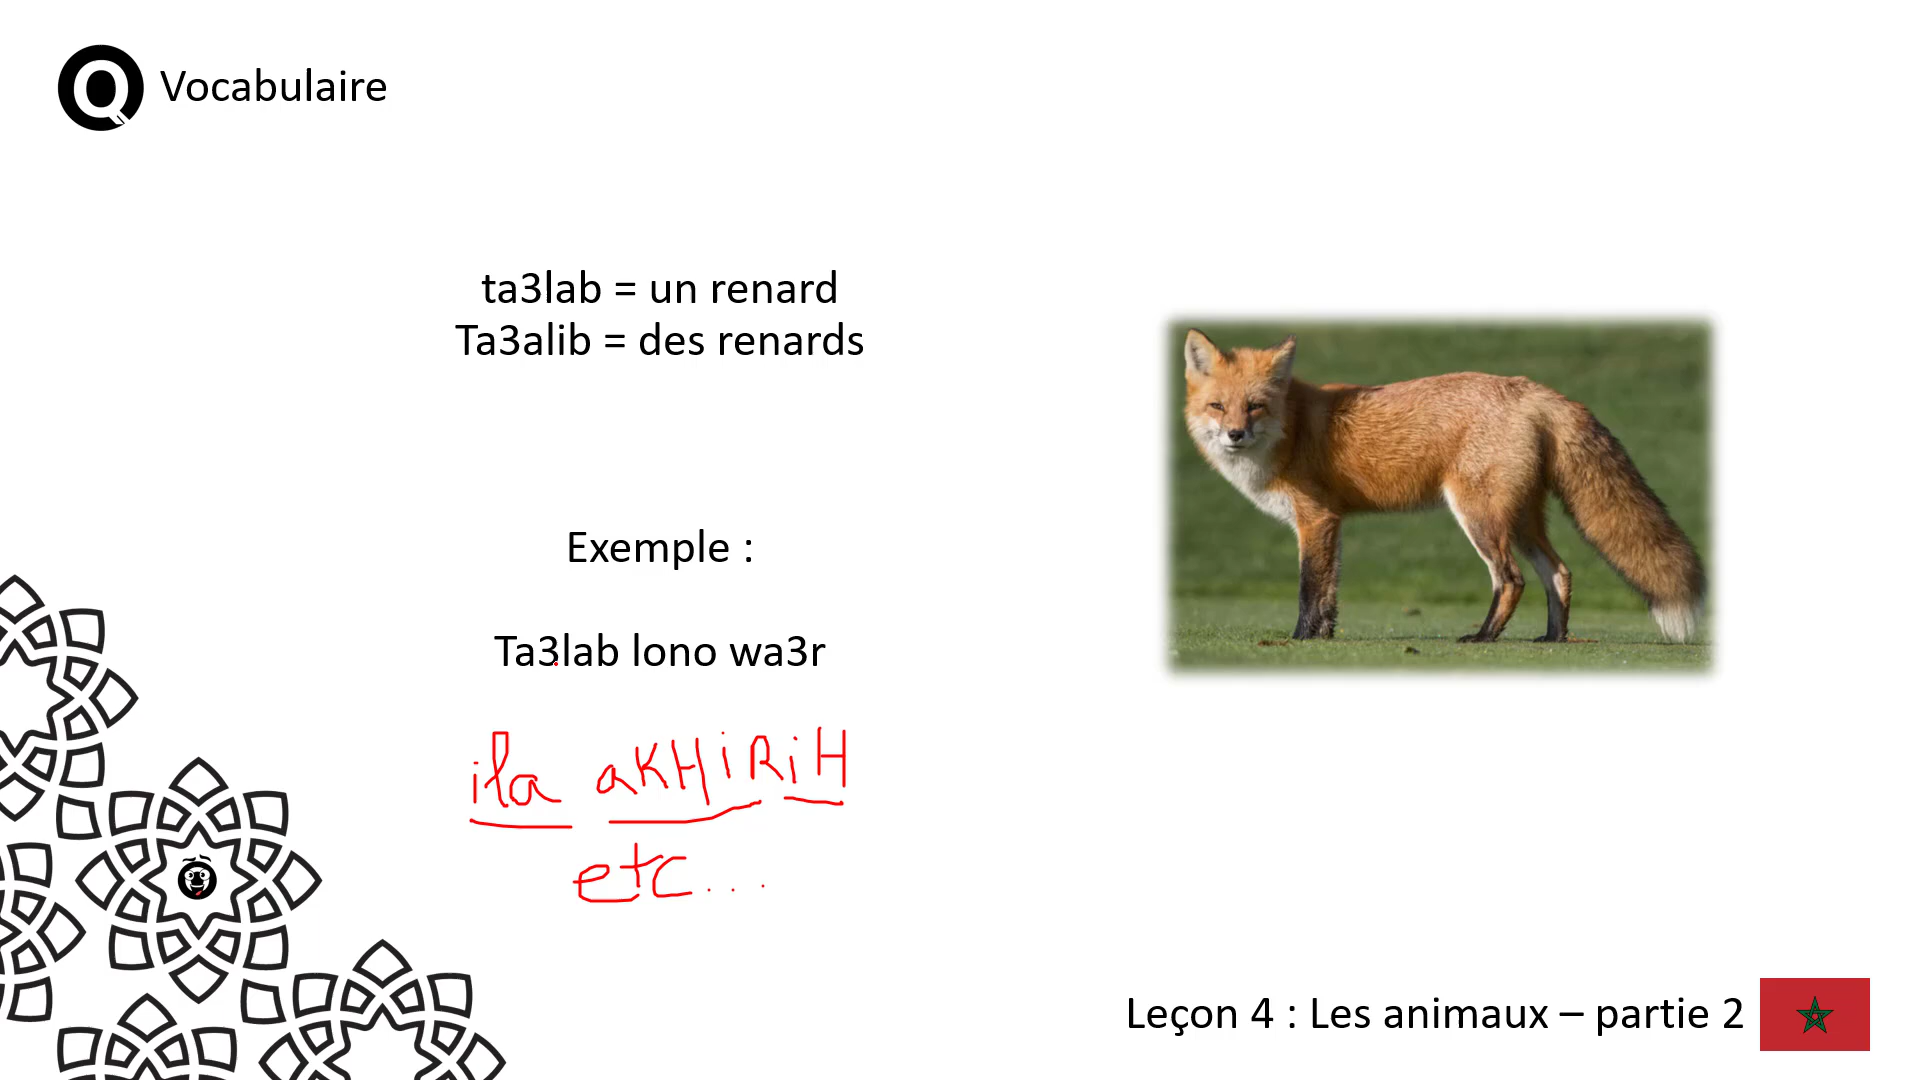 Q Vocabulaire
ta3lab = un renard
Ta3alib = des renards
Exemple :
Ta3lab lono wa3r
ila aKHiRiH
etc...
Leçon 4 : Les animaux – partie 2